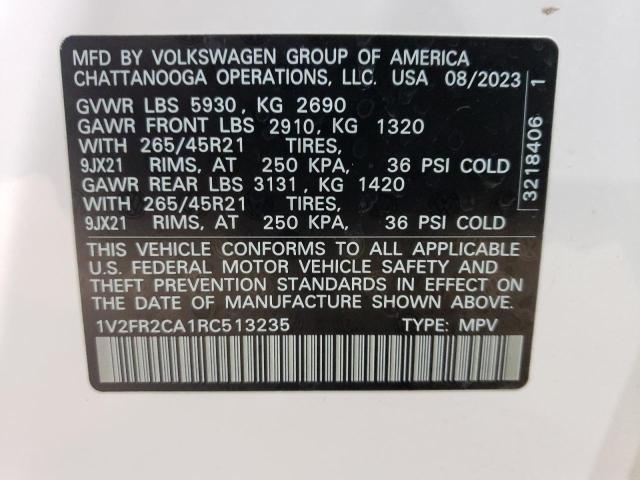 MFD BY VOLKSWAGEN GROUP OF AMERICA
CHATTANOOGA OPERATIONS, LLC. USA 08/2023
GVWR LBS 5930, KG 2690
GAWR FRONT LBS 2910, KG 1320
WITH 265/45R21 TIRES,
9JX21 RIMS, AT 250 KPA, 36 PSI COLD
GAWR REAR LBS 3131, KG 1420
WITH 265/45R21 TIRES,
9JX21 RIMS, AT 250 KPA, 36 PSI COLD
THIS VEHICLE CONFORMS TO ALL APPLICABLE
U.S. FEDERAL MOTOR VEHICLE SAFETY AND
THEFT PREVENTION STANDARDS IN EFFECT ON
THE DATE OF MANUFACTURE SHOWN ABOVE.
1V2FR2CA1RC513235 TYPE: MPV
3218406 1